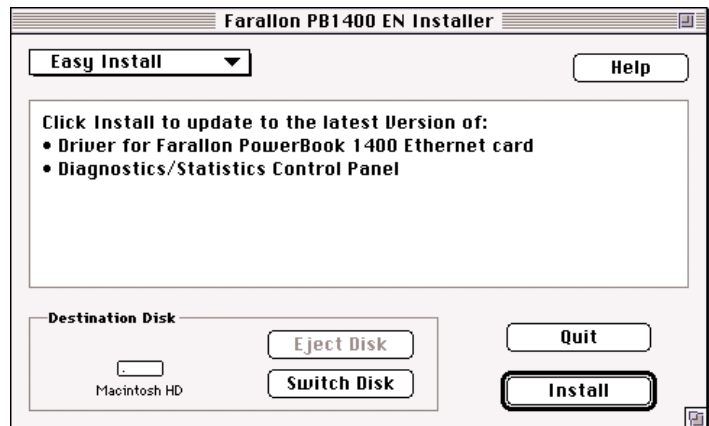 Farallon PB1400 EN Installer
Easy Install
Help
Click Install to update to the latest Version of:
• Driver for Farallon PowerBook 1400 Ethernet card
• Diagnostics/Statistics Control Panel
Destination Disk
Eject Disk
Quit
Macintosh HD
Switch Disk
Install